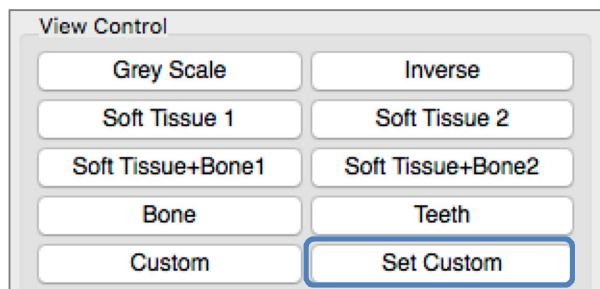 View Control
Grey Scale Inverse
Soft Tissue 1 Soft Tissue 2
Soft Tissue+Bone1 Soft Tissue+Bone2
Bone Teeth
Custom Set Custom